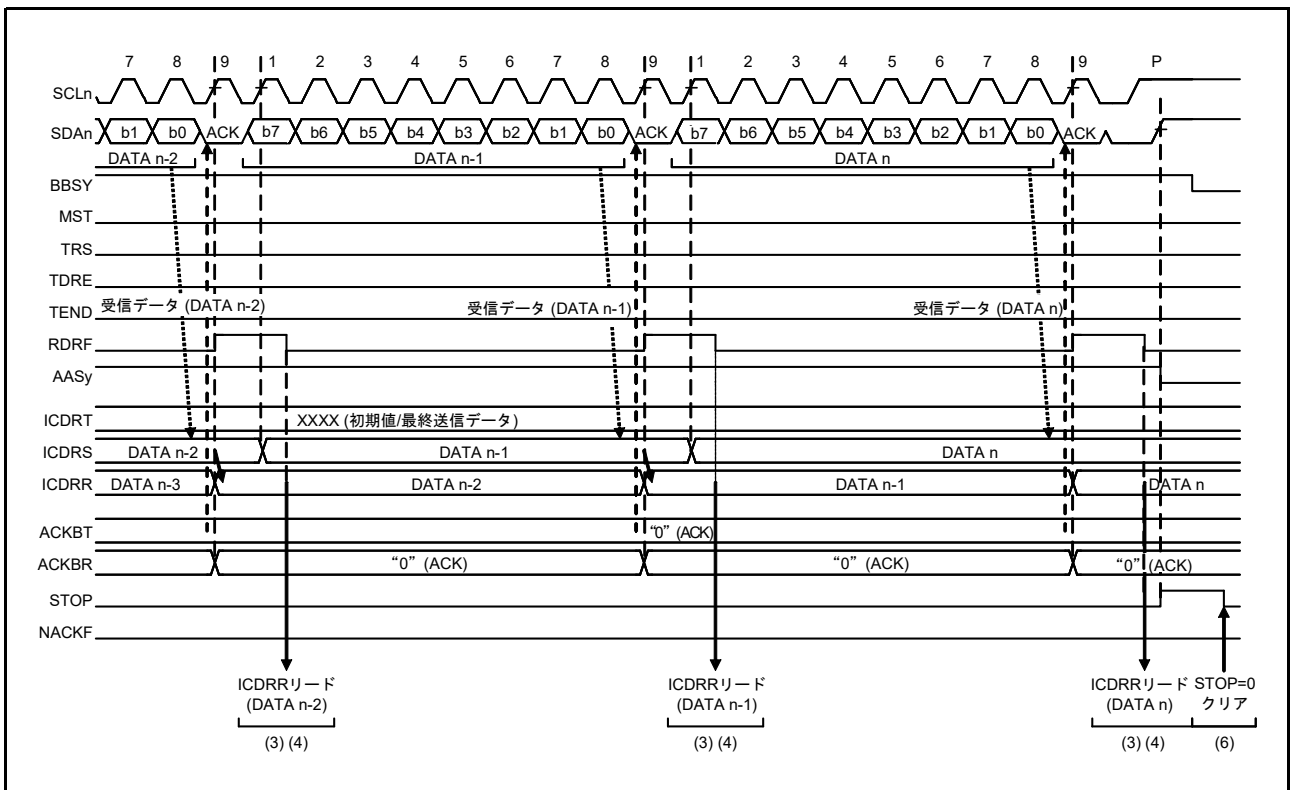 7 8 9 1 2 3 4 5 6 7 8 9 1 2 3 4 5 6 7 8 9 P
SCLn
SDAn b1 b0 ACK b7 b6 b5 b4 b3 b2 b1 b0 ACK b7 b6 b5 b4 b3 b2 b1 b0 ACK
DATA n-2 DATA n-1 DATA n
BBSY
MST
TRS
TDRE
TEND 受信データ (DATA n-2) 受信データ (DATA n-1) 受信データ (DATA n)
RDRF
AASy
ICDRT XXXX (初期値/最終送信データ)
ICDRS DATA n-2 DATA n-1 DATA n
ICDRR DATA n-3 DATA n-2 DATA n-1 DATA n
ACKBT “0” (ACK)
ACKBR “0” (ACK) “0” (ACK) “0” (ACK)
STOP
NACKF
ICDRRリード ICDRRリード ICDRRリード STOP=0
(DATA n-2) (DATA n-1) (DATA n) クリア
(3) (4) (3) (4) (3) (4) (6)